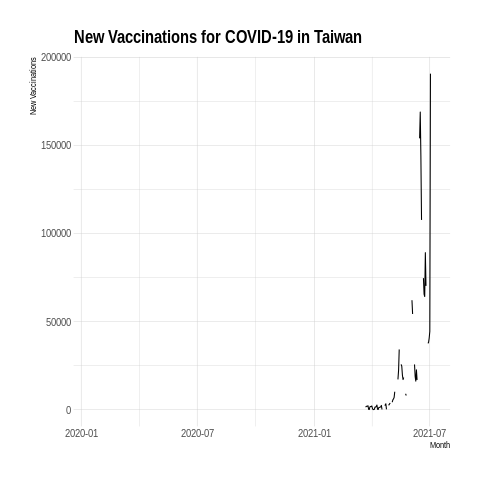 New Vaccinations for COVID-19 in Taiwan
New Vaccinations
200000
150000
100000
50000
0
2020-01 2020-07 2021-01 2021-07
Month